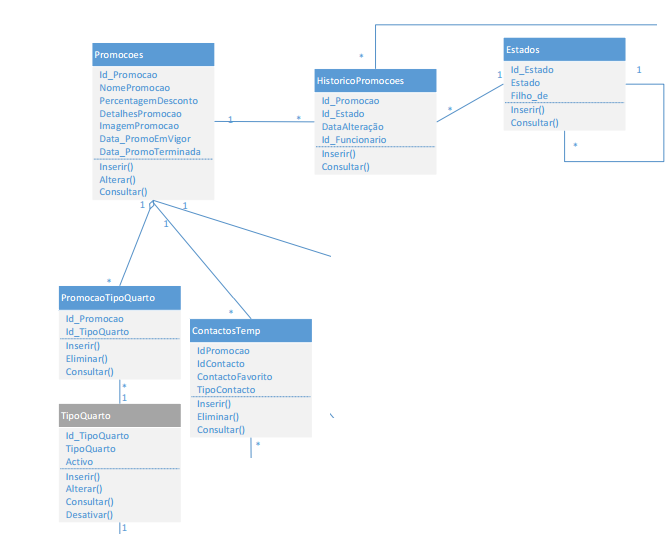 Promocoes
Id_Promocao
NomePromocao
PercentagemDesconto
DetalhesPromocao
ImagemPromocao
Data_PromoEmVigor
Data_PromoTerminada
Inserir()
Alterar()
Consultar()
1
*
HistoricoPromocoes
Id_Promocao
Id_Estado
DataAlteração
Id_Funcionario
Inserir()
Consultar()
*
*
1
Estados
Id_Estado
Estado
Filho_de
Inserir()
Consultar()
1
*
1
1
1
*
*
PromocaoTipoQuarto
Id_Promocao
Id_TipoQuarto
Inserir()
Eliminar()
Consultar()
*
1
TipoQuarto
Id_TipoQuarto
TipoQuarto
Activo
Inserir()
Alterar()
Consultar()
Desativar()
1
ContactosTemp
IdPromocao
IdContacto
ContactoFavorito
TipoContacto
Inserir()
Eliminar()
Consultar()
*